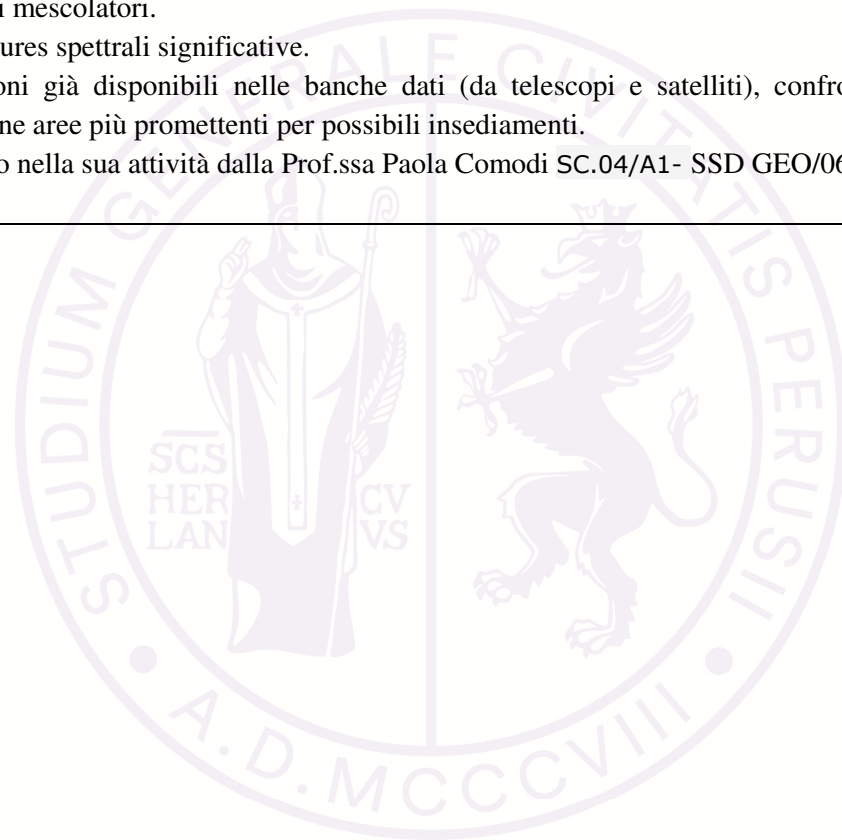 i mescolatori.
ures spettrali significative.
oni già disponibili nelle banche dati (da telescopi e satelliti), confro
ne aree più promettenti per possibili insediamenti.
o nella sua attività dalla Prof.ssa Paola Comodi SC.04/A1- SSD GEO/06
STUDIUM GENERALE CIVITATIS PERUSII
SCS
HER
LAN
CV
VS
A.D. MCCCVIII